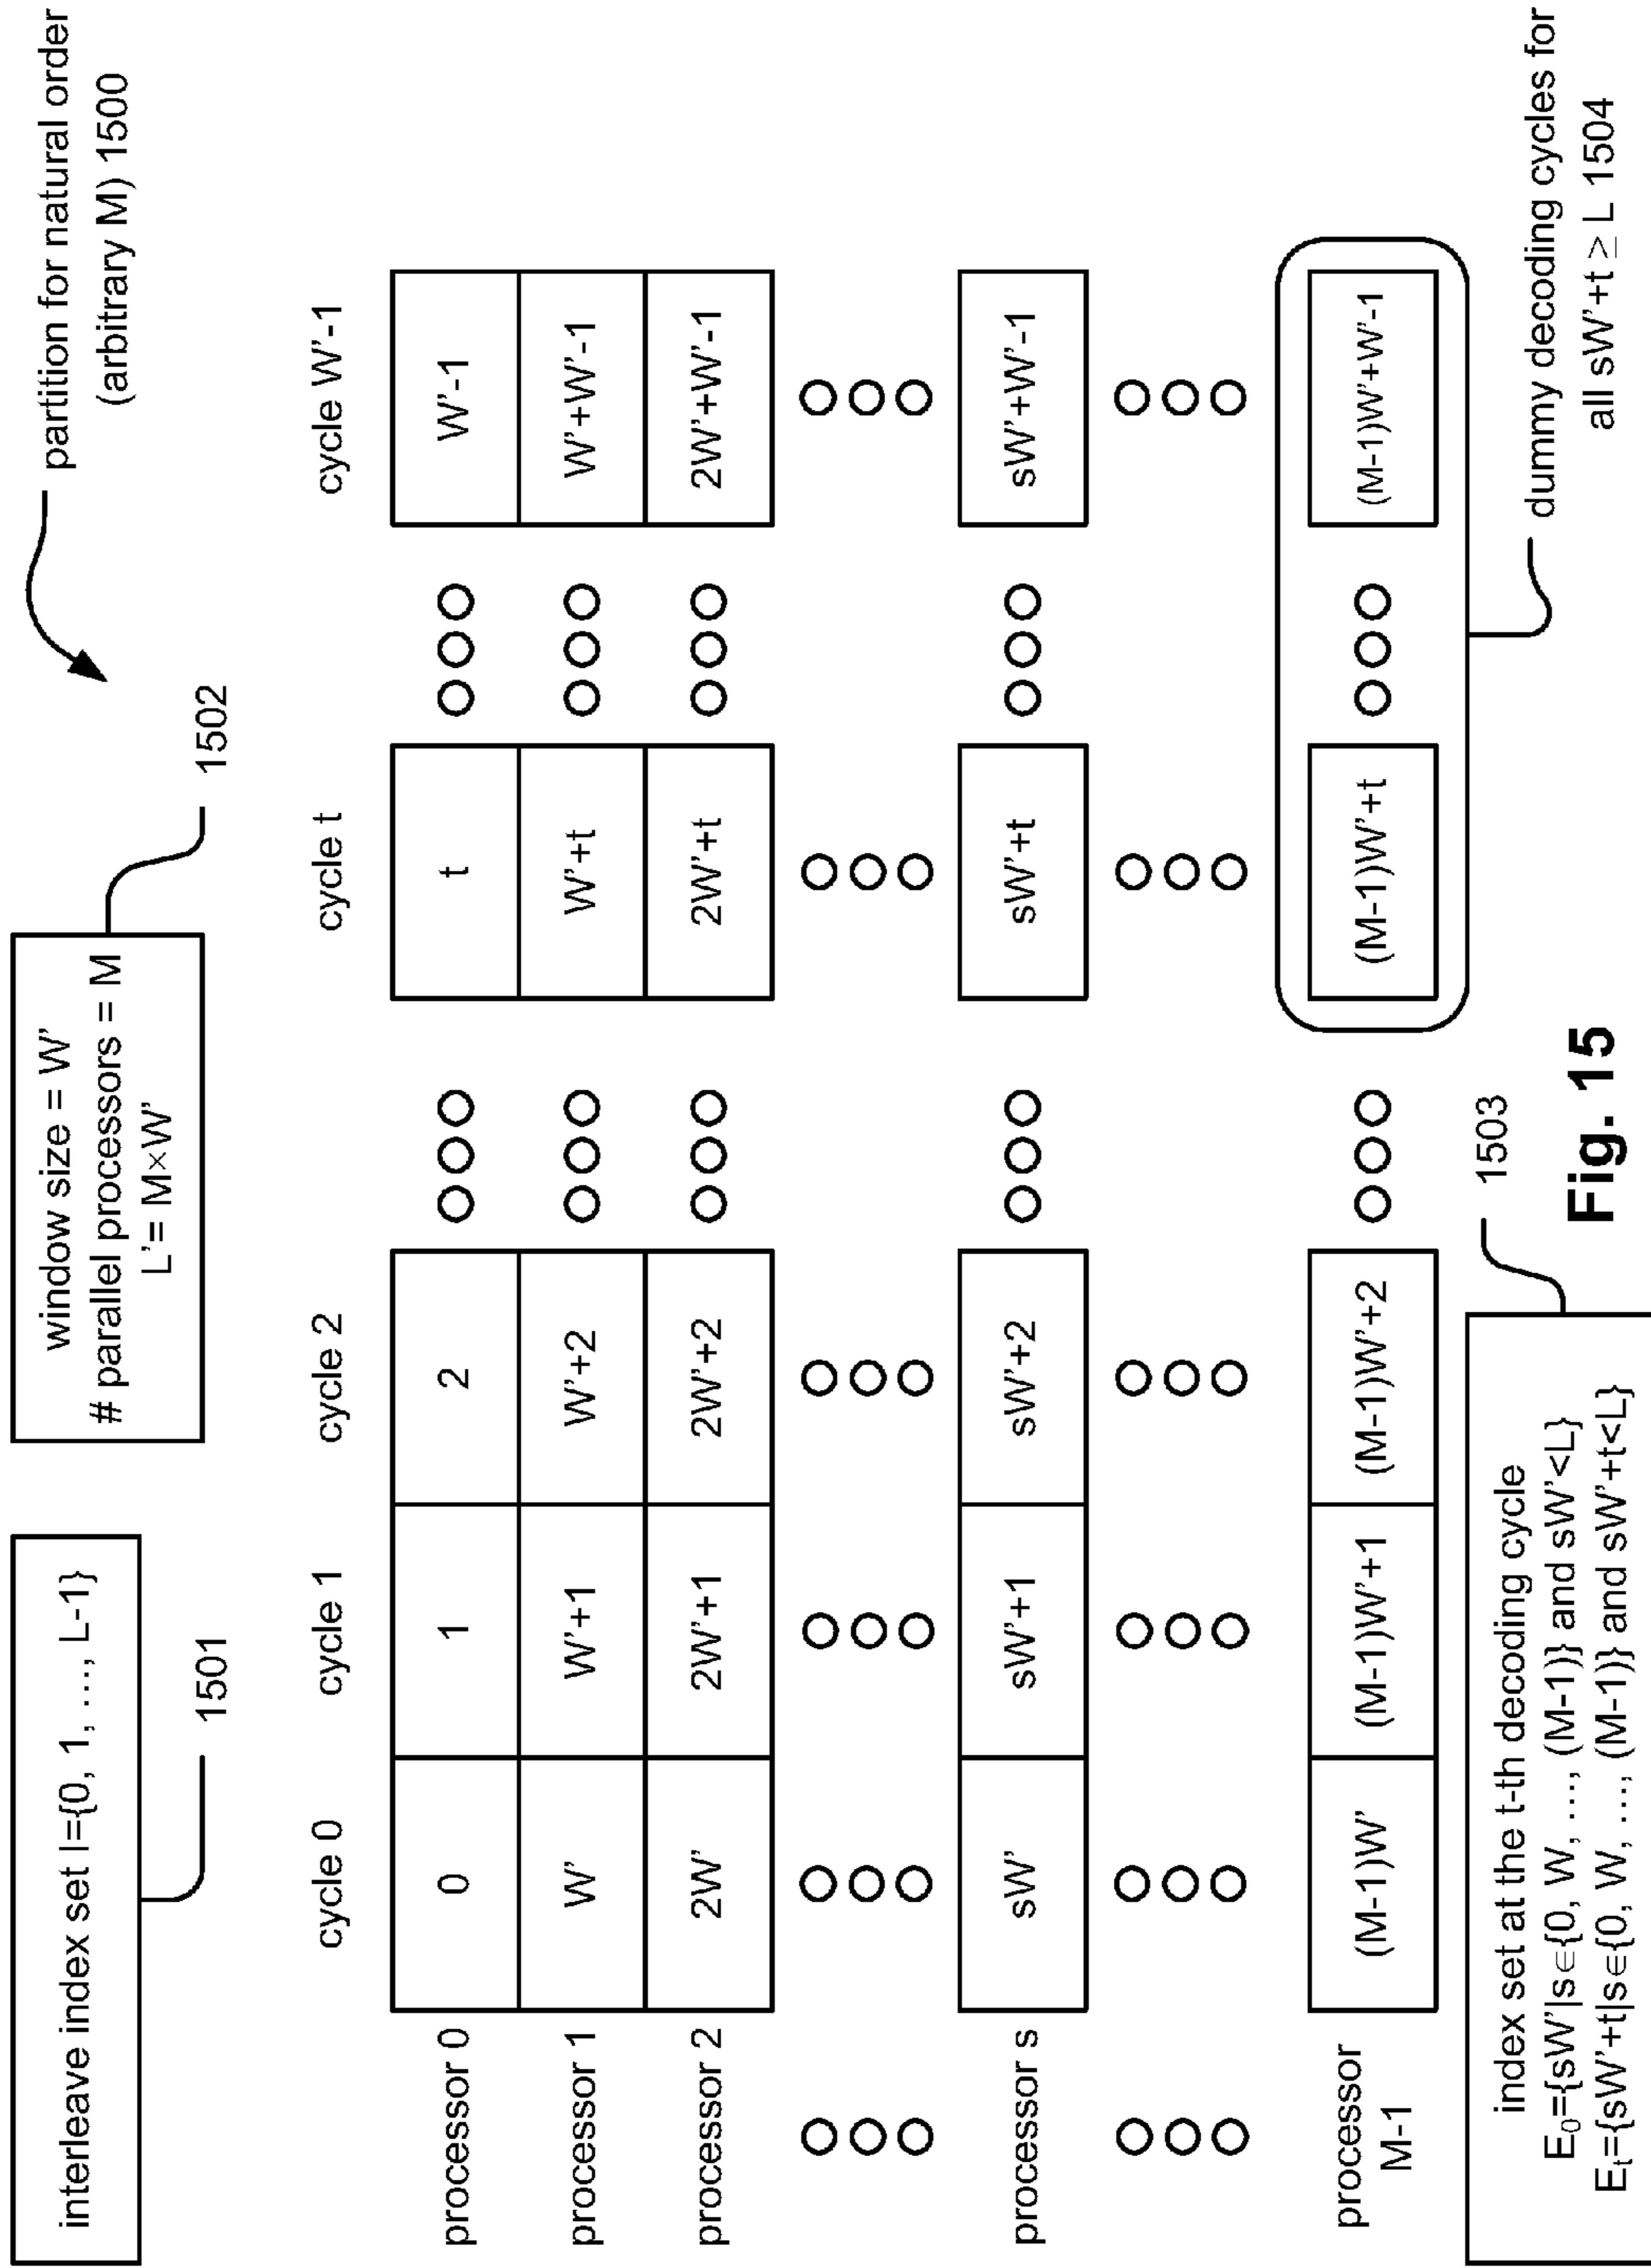 partition for natural order
(arbitrary M) 1500
interleave index set I={0, 1, ..., L-1}
1501
window size = W'
# parallel processors = M
L'= M×W'
1502
cycle 0 cycle 1 cycle 2 cycle t cycle W'-1
processor 0 0 1 2 t W'-1
processor 1 W' W'+1 W'+2 W'+t W'+W'-1
processor 2 2W' 2W'+1 2W'+2 2W'+t 2W'+W'-1
processor s sW' sW'+1 sW'+2 sW'+t sW'+W'-1
processor
M-1 (M-1)W' (M-1)W'+1 (M-1)W'+2 (M-1)W'+t (M-1)W'+W'-1
index set at the t-th decoding cycle
E₀={sW'|s∈{0, W, ..., (M-1)} and sW'<L}
Eₜ={sW'+t|s∈{0, W, ..., (M-1)} and sW'+t<L}
1503
dummy decoding cycles for
all sW'+t ≥ L 1504
Fig. 15